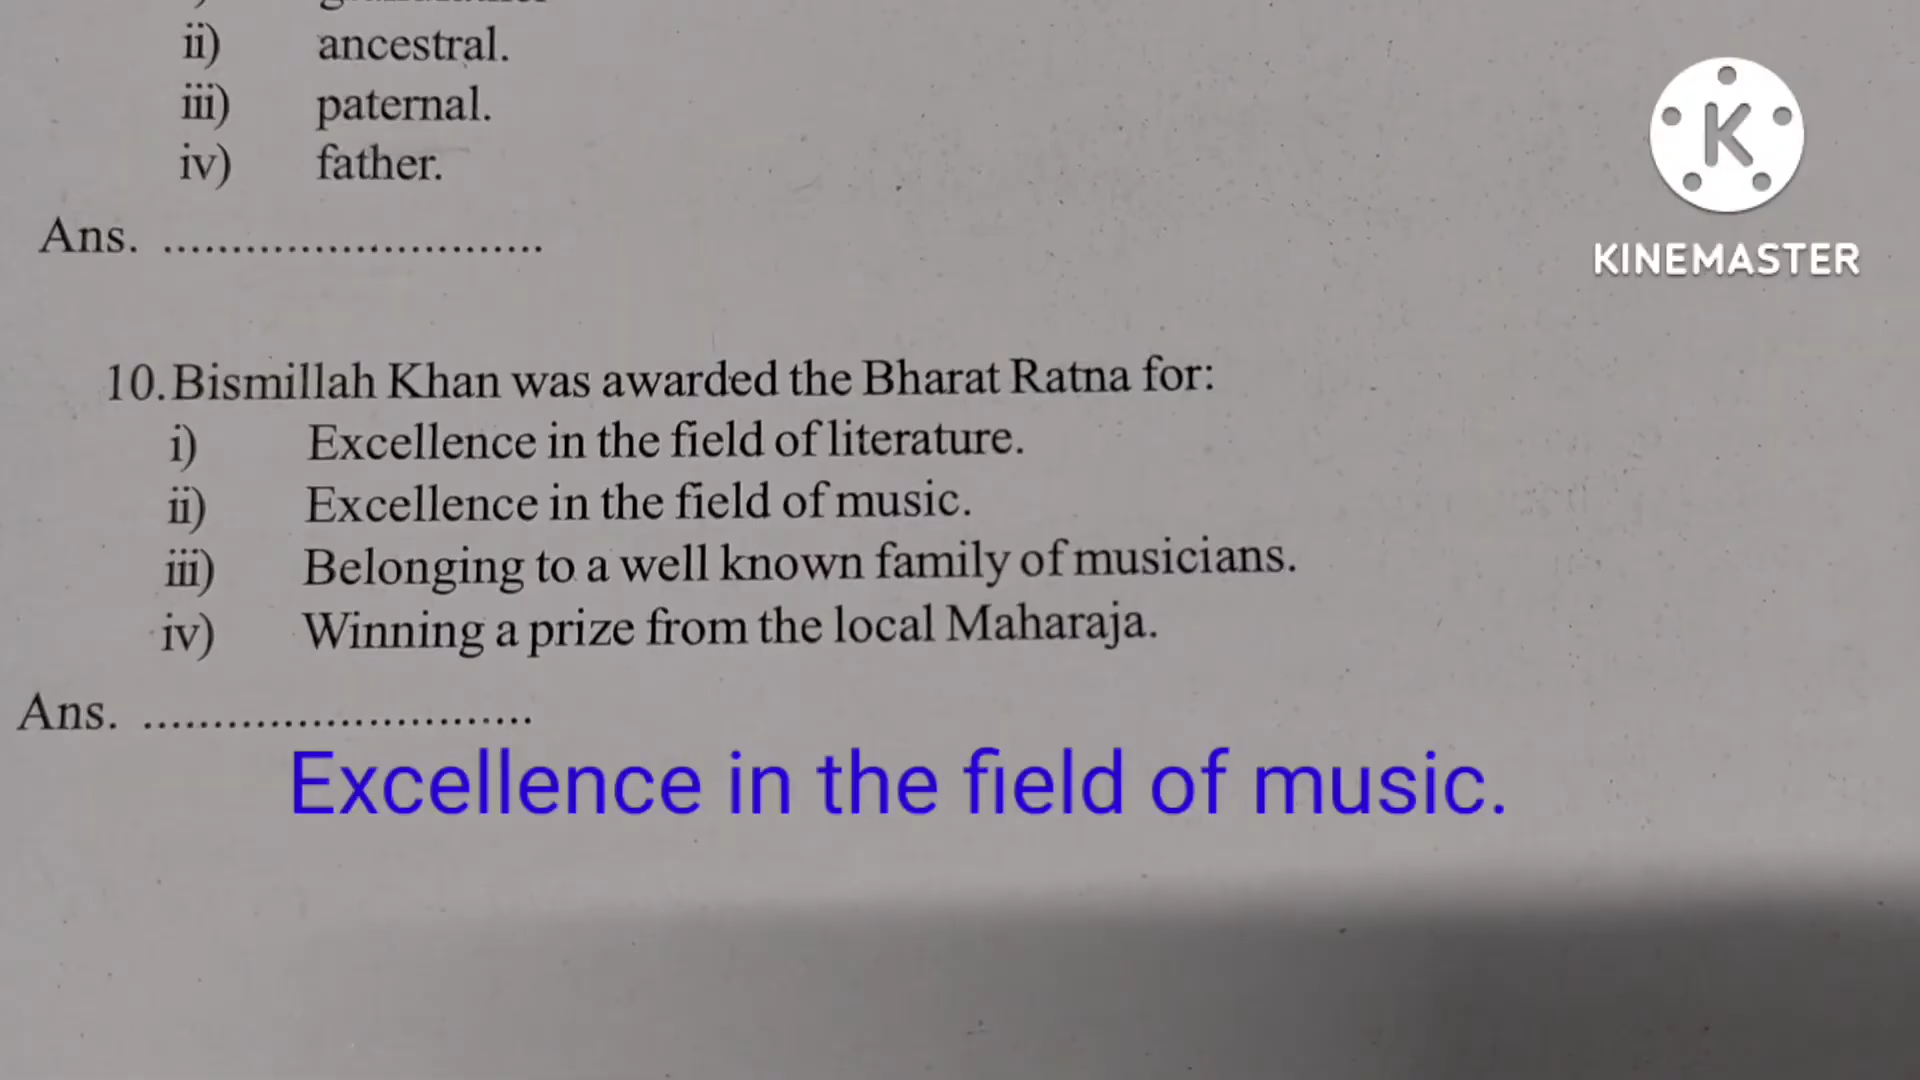 ii) ancestral.
iii) paternal.
iv) father.
Ans. ............................
K
KINEMASTER
10. Bismillah Khan was awarded the Bharat Ratna for:
i) Excellence in the field of literature.
ii) Excellence in the field of music.
iii) Belonging to a well known family of musicians.
iv) Winning a prize from the local Maharaja.
Ans. ............................
Excellence in the field of music.